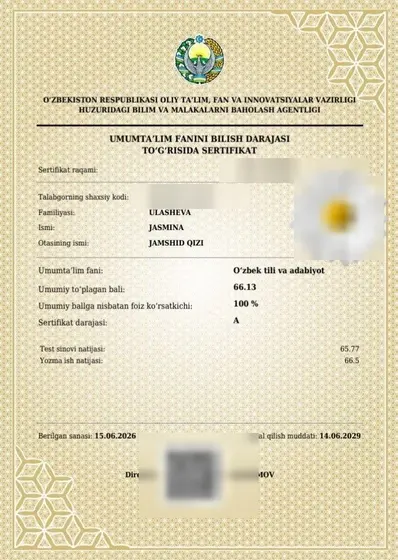 O‘ZBEKISTON RESPUBLIKASI OLIY TA’LIM, FAN VA INNOVATSIYALAR VAZIRLIGI
HUZURIDAGI BILIM VA MALAKALARNI BAHOLASH AGENTLIGI
UMUMTA’LIM FANINI BILISH DARAJASI
TO‘G‘RISIDA SERTIFIKAT
Sertifikat raqami:
Talabgorning shaxsiy kodi:
Familiyasi: ULASHEVA
Ismi: JASMINA
Otasining ismi: JAMSHID QIZI
Umumta’lim fani: O‘zbek tili va adabiyot
Umumiy to‘plagan bali: 66.13
Umumiy ballga nisbatan foiz ko‘rsatkichi: 100 %
Sertifikat darajasi: A
Test sinovi natijasi: 65.77
Yozma ish natijasi: 66.5
Berilgan sanasi: 15.06.2026 qilish muddati: 14.06.2029